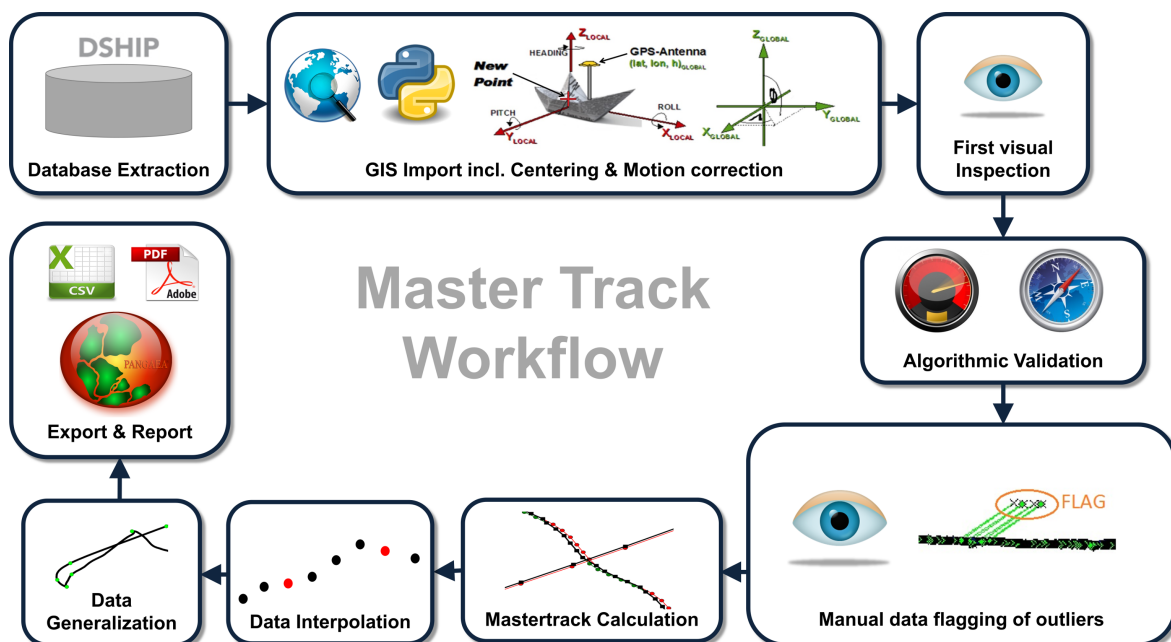 DSHIP
Database Extraction
Z LOCAL
HEADING
GPS-Antenna
(lat, lon, h)GLOBAL
New
Point
PITCH
Y LOCAL
ROLL
X LOCAL
Z GLOBAL
Y GLOBAL
X GLOBAL
GIS Import incl. Centering & Motion correction
First visual
Inspection
N
E
S
W
Algorithmic Validation
FLAG
Manual data flagging of outliers
Mastertrack Calculation
Data Interpolation
Data
Generalization
X
CSV
PDF
Adobe
PANGAEA
Export & Report
Master Track
Workflow